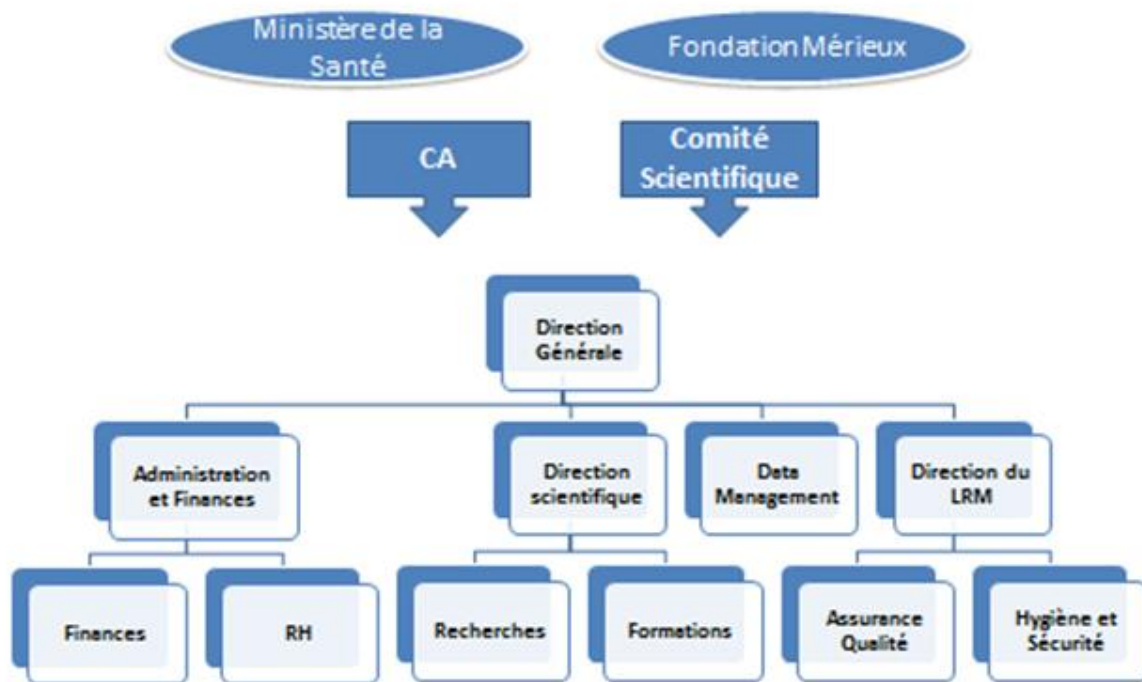 Ministère de la
Santé
Fondation Mérieux
CA
Comité
Scientifique
Direction
Générale
Administration
et Finances
Direction
scientifique
Data
Management
Direction du
LRM
Finances
RH
Recherches
Formations
Assurance
Qualité
Hygiène et
Sécurité